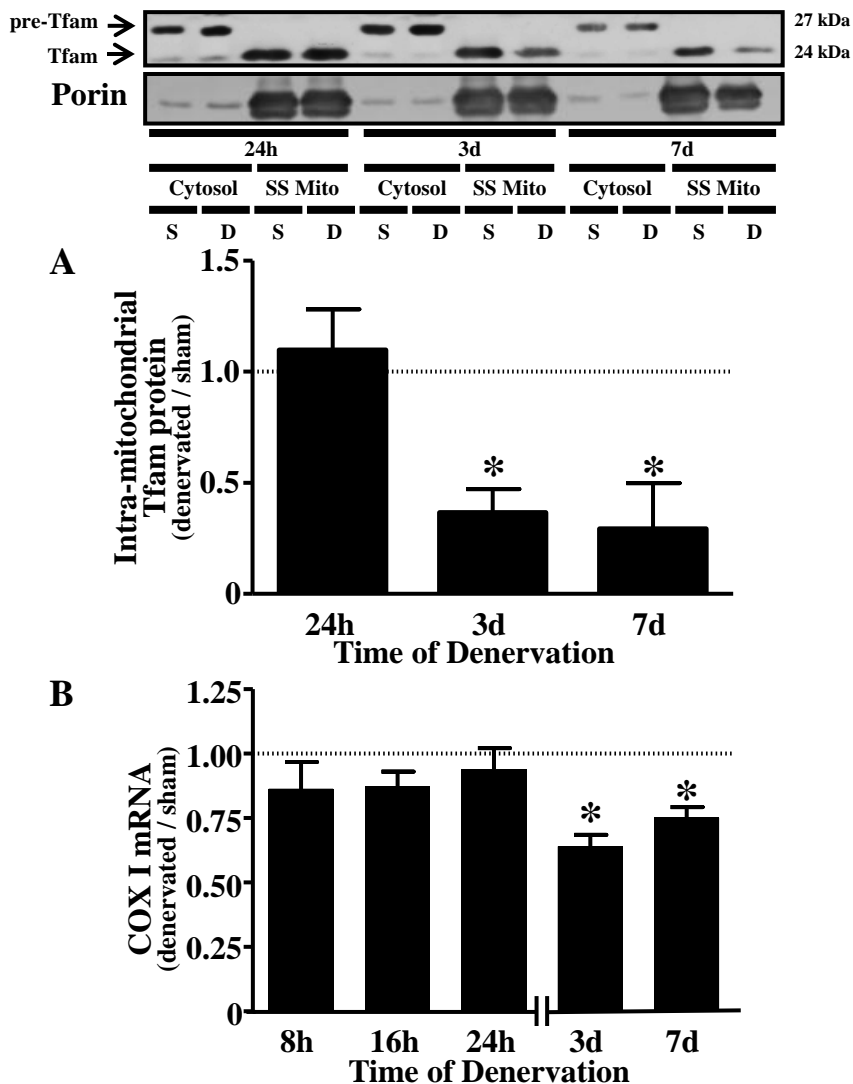 pre-Tfam 27 kDa
Tfam 24 kDa
Porin
24h 3d 7d
Cytosol SS Mito Cytosol SS Mito Cytosol SS Mito
S D S D S D S D S D S D
A
Intra-mitochondrial
Tfam protein
(denervated / sham)
1.5
1.0
0.5
0
* *
24h 3d 7d
Time of Denervation
B
COX I mRNA
(denervated / sham)
1.25
1.00
0.75
0.50
0.25
0
* *
8h 16h 24h 3d 7d
Time of Denervation